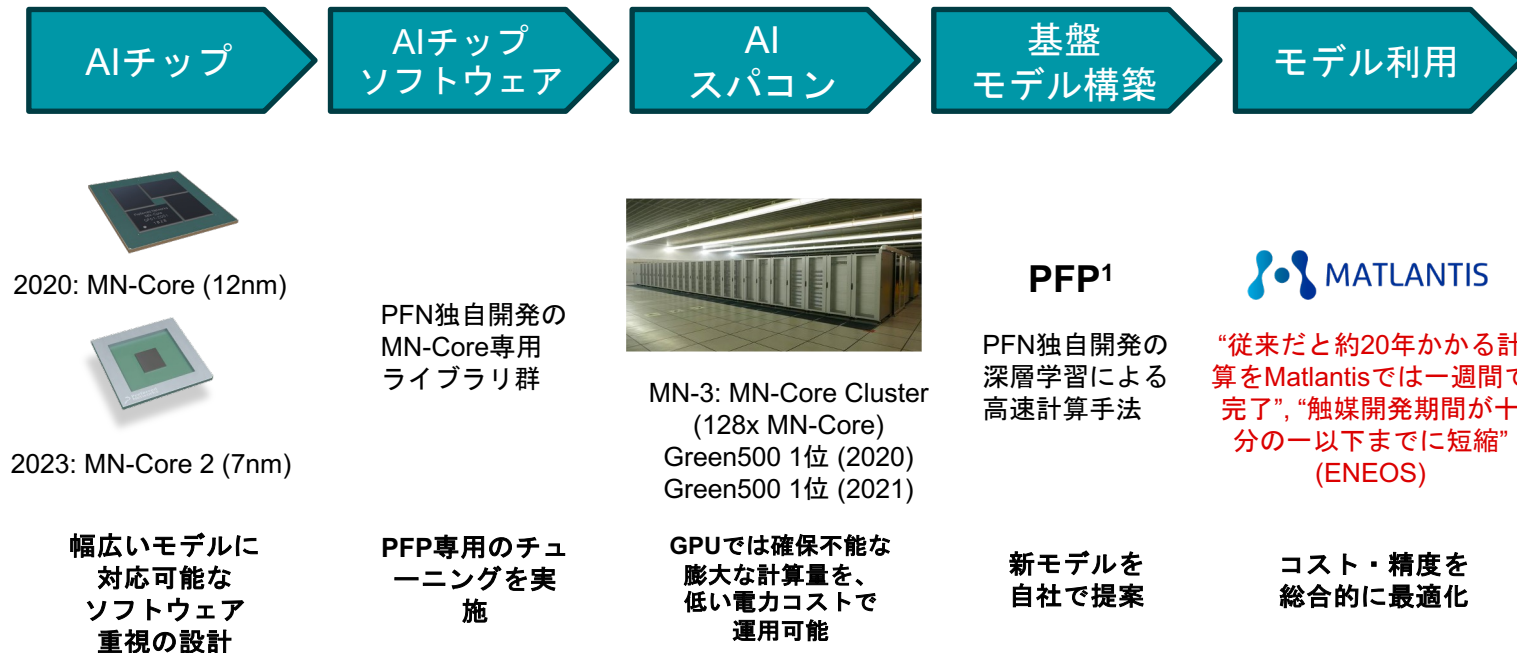 AIチップ
AIチップ
ソフトウェア
AI
スパコン
基盤
モデル構築
モデル利用
2020: MN-Core (12nm)
2023: MN-Core 2 (7nm)
幅広いモデルに
対応可能な
ソフトウェア
重視の設計
PFN独自開発の
MN-Core専用
ライブラリ群
PFP専用のチュ
ーニングを実
施
MN-3: MN-Core Cluster
(128x MN-Core)
Green500 1位 (2020)
Green500 1位 (2021)
GPUでは確保不能な
膨大な計算量を、
低い電力コストで
運用可能
PFP¹
PFN独自開発の
深層学習による
高速計算手法
新モデルを
自社で提案
MATLANTIS
“従来だと約20年かかる計
算をMatlantisでは一週間で
完了”, “触媒開発期間が十
分の一以下までに短縮”
(ENEOS)
コスト・精度を
総合的に最適化